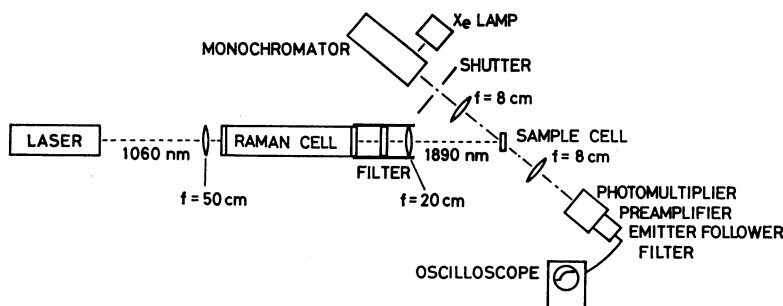 Xe LAMP
MONOCHROMATOR
SHUTTER
f = 8 cm
LASER
1060 nm
RAMAN CELL
1890 nm
SAMPLE CELL
f = 8 cm
FILTER
f = 50 cm
f = 20 cm
PHOTOMULTIPLIER
PREAMPLIFIER
EMITTER FOLLOWER
FILTER
OSCILLOSCOPE